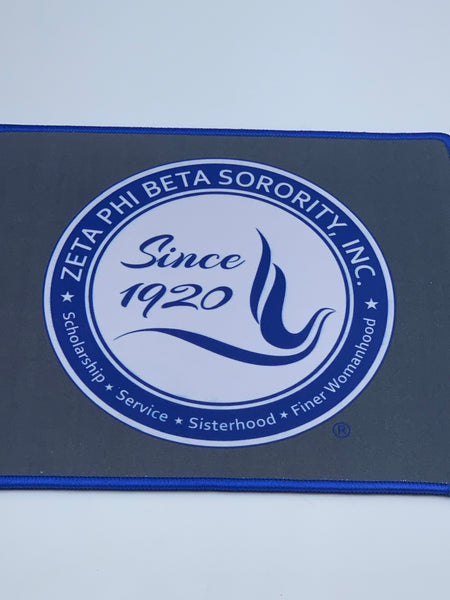 ZETA PHI BETA SORORITY, INC.
Since
1920
★ Scholarship ★ Service ★ Sisterhood ★ Finer Womanhood ★
®